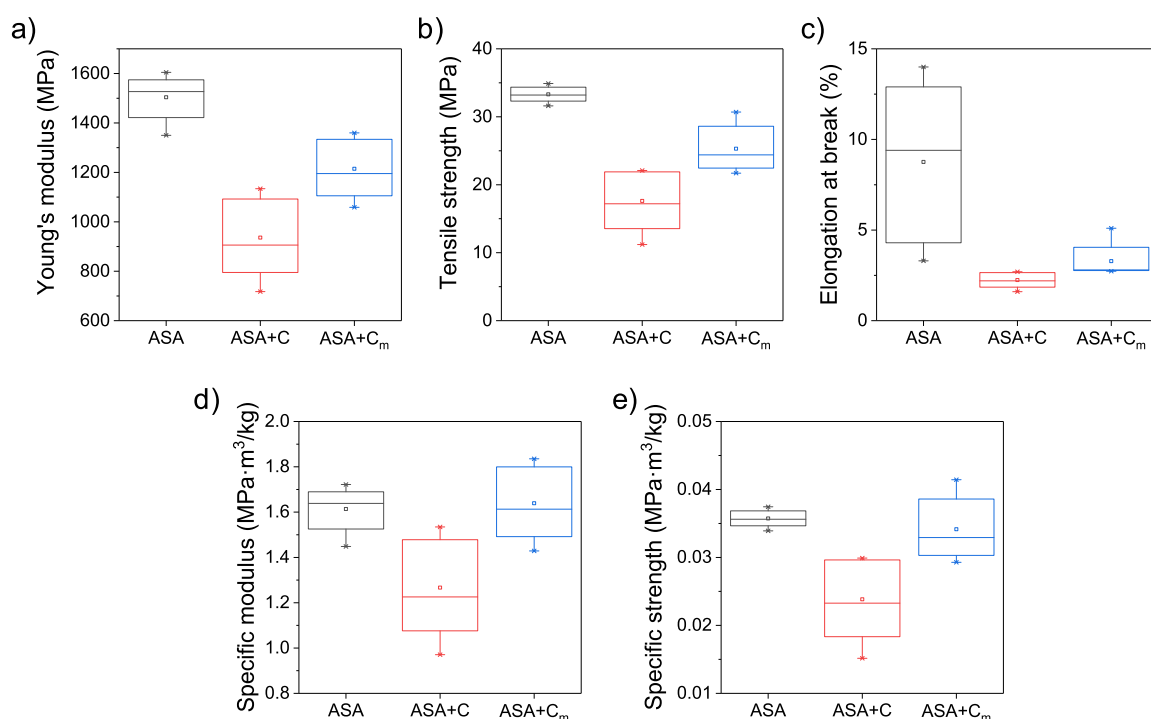 a)
Young's modulus (MPa)
1600
1400
1200
1000
800
600
ASA
ASA+C
ASA+Cm
b)
Tensile strength (MPa)
40
30
20
10
0
ASA
ASA+C
ASA+Cm
c)
Elongation at break (%)
15
10
5
0
ASA
ASA+C
ASA+Cm
d)
Specific modulus (MPa·m³/kg)
2.0
1.8
1.6
1.4
1.2
1.0
0.8
ASA
ASA+C
ASA+Cm
e)
Specific strength (MPa·m³/kg)
0.05
0.04
0.03
0.02
0.01
ASA
ASA+C
ASA+Cm